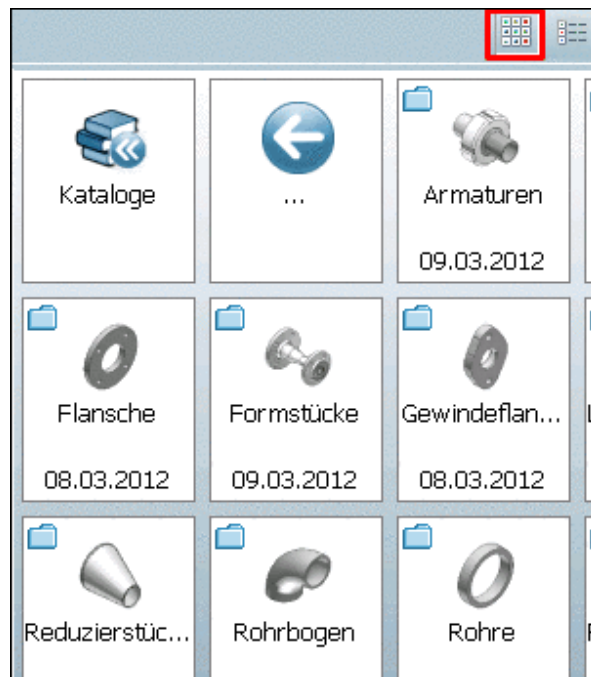 Kataloge
...
Armaturen
09.03.2012
Flansche
Formstücke
Gewindeflan...
08.03.2012
09.03.2012
08.03.2012
Reduzierstüc...
Rohrbogen
Rohre